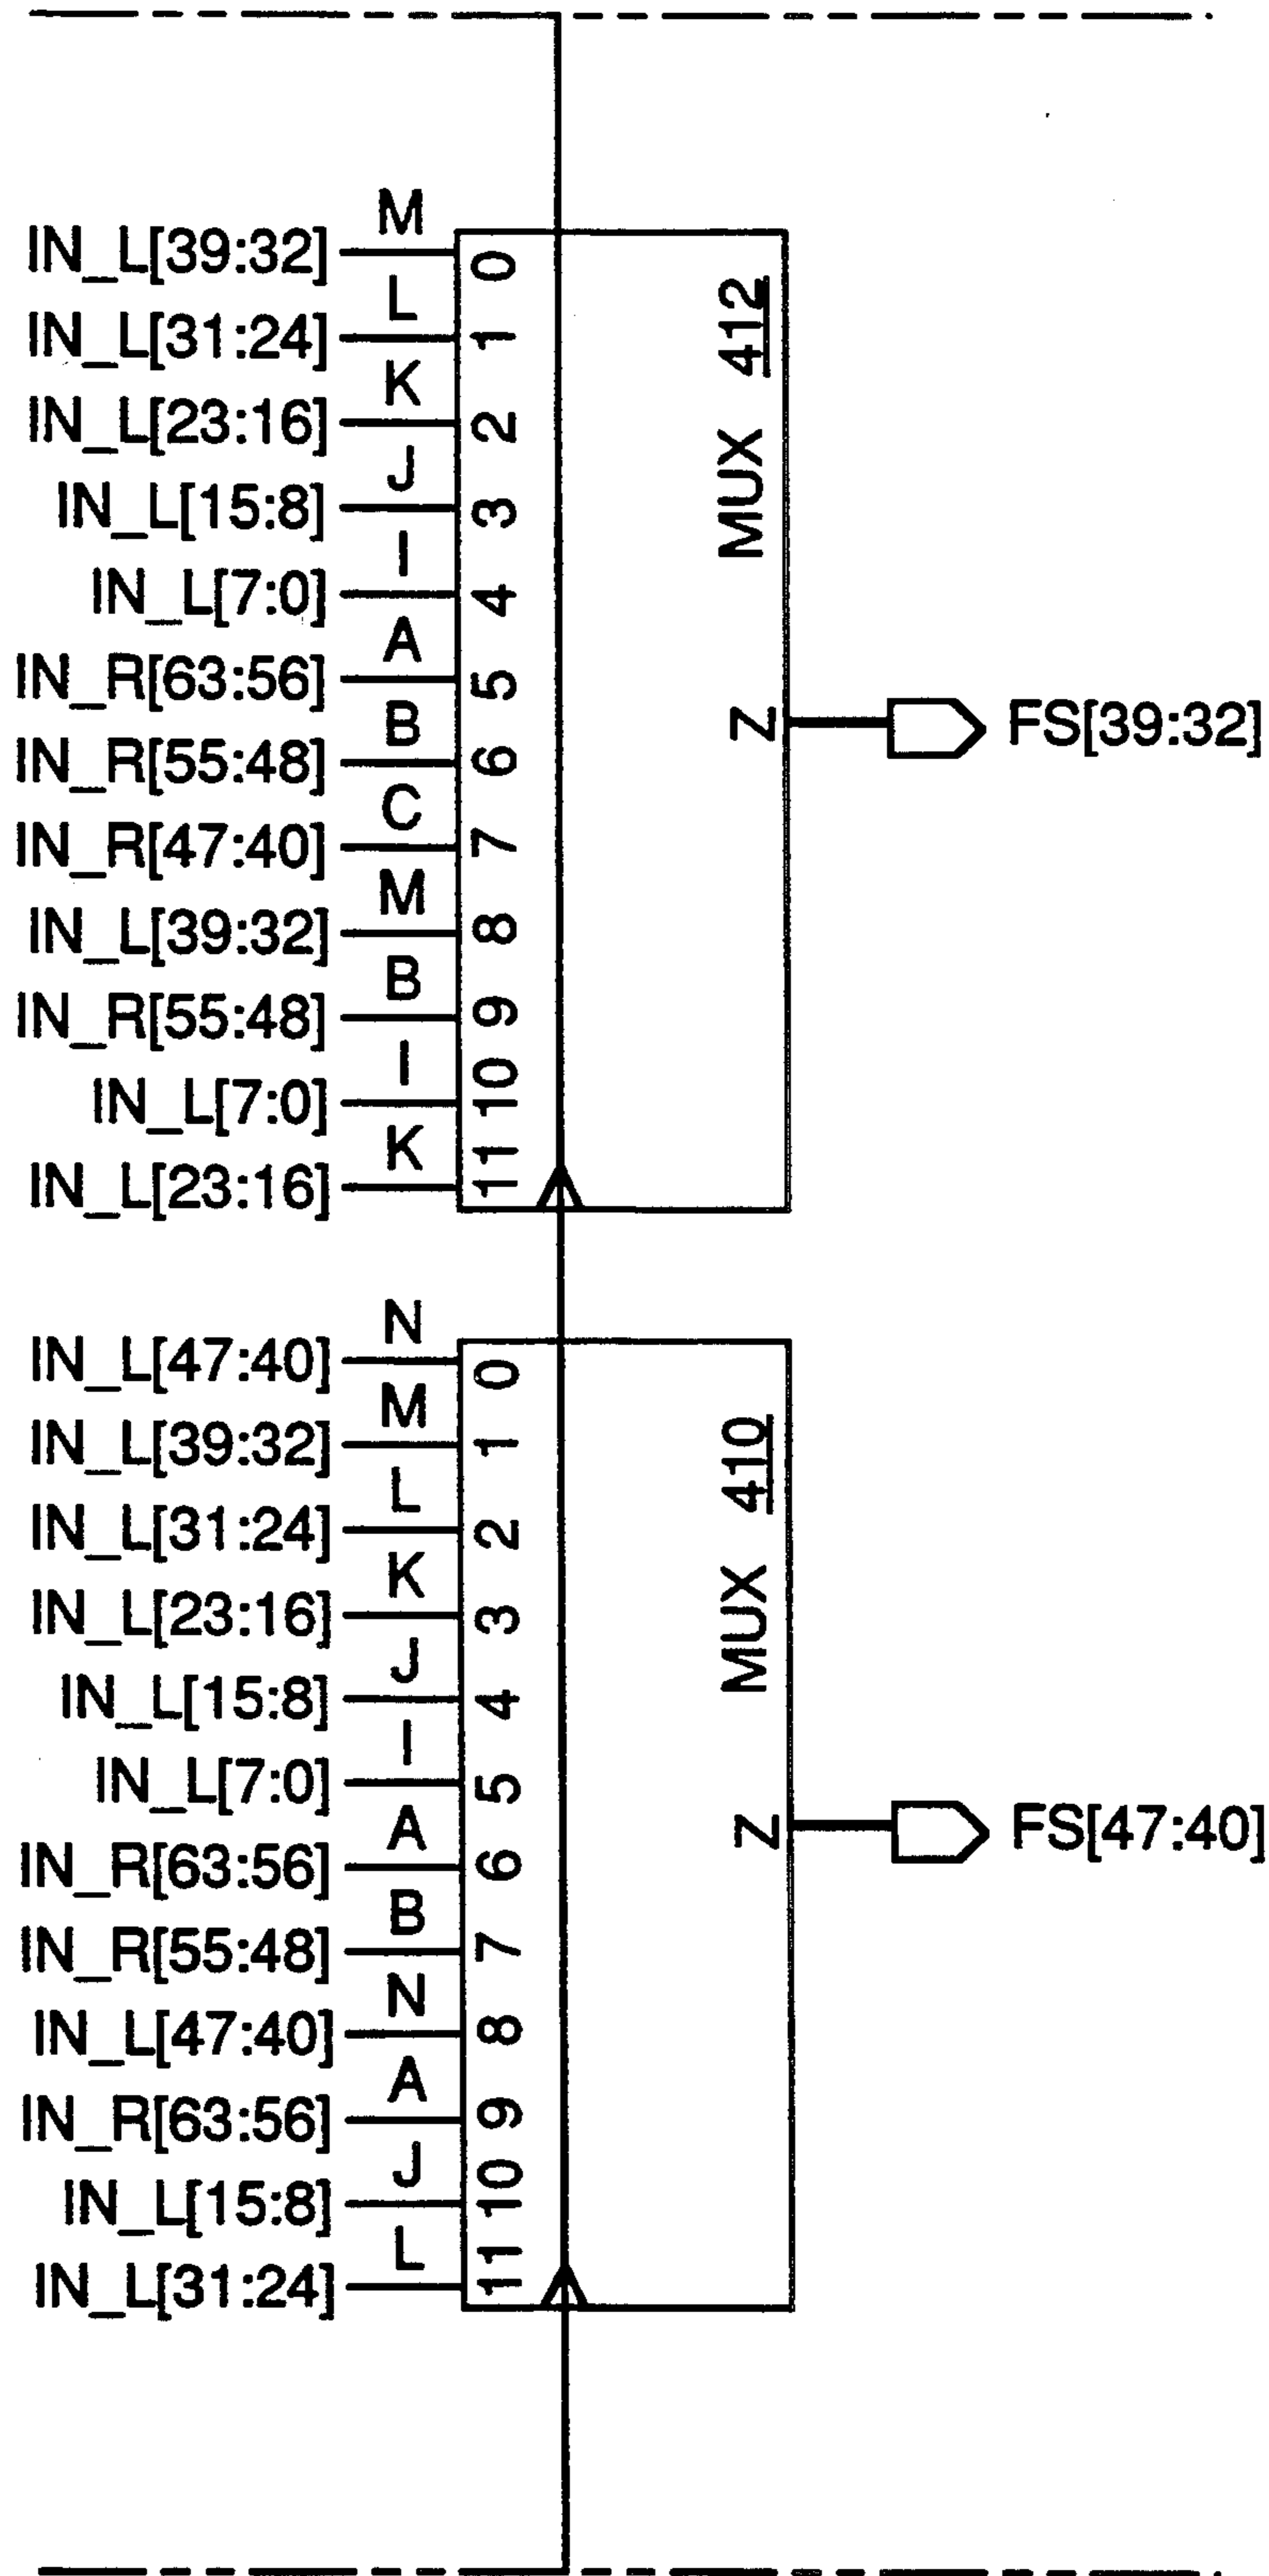 M
IN_L[39:32] 0
L
IN_L[31:24] 1
K
IN_L[23:16] 2
J
IN_L[15:8] 3
I
IN_L[7:0] 4
A
IN_R[63:56] 5
B
IN_R[55:48] 6
C
IN_R[47:40] 7
M
IN_L[39:32] 8
B
IN_R[55:48] 9
I
IN_L[7:0] 10
K
IN_L[23:16] 11
MUX 412
Z FS[39:32]
N
IN_L[47:40] 0
M
IN_L[39:32] 1
L
IN_L[31:24] 2
K
IN_L[23:16] 3
J
IN_L[15:8] 4
I
IN_L[7:0] 5
A
IN_R[63:56] 6
B
IN_R[55:48] 7
N
IN_L[47:40] 8
A
IN_R[63:56] 9
J
IN_L[15:8] 10
L
IN_L[31:24] 11
MUX 410
Z FS[47:40]